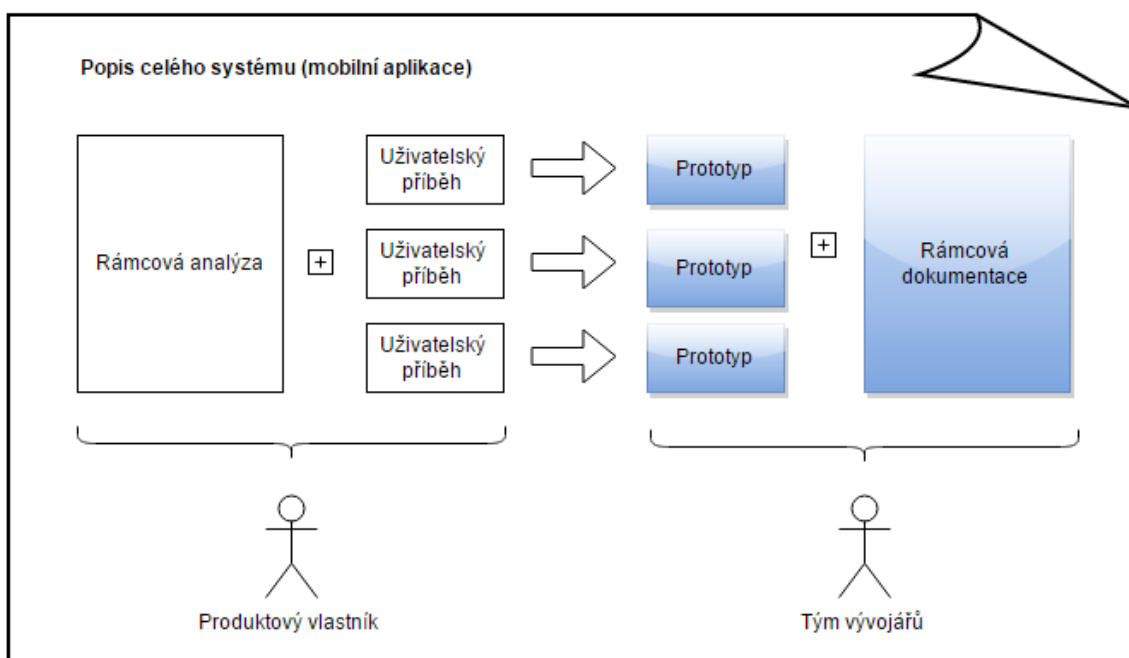 Popis celého systému (mobilní aplikace)
Rámcová analýza
+
Uživatelský
příběh
Uživatelský
příběh
Uživatelský
příběh
Prototyp
Prototyp
Prototyp
+
Rámcová
dokumentace
Produktový vlastník
Tým vývojářů